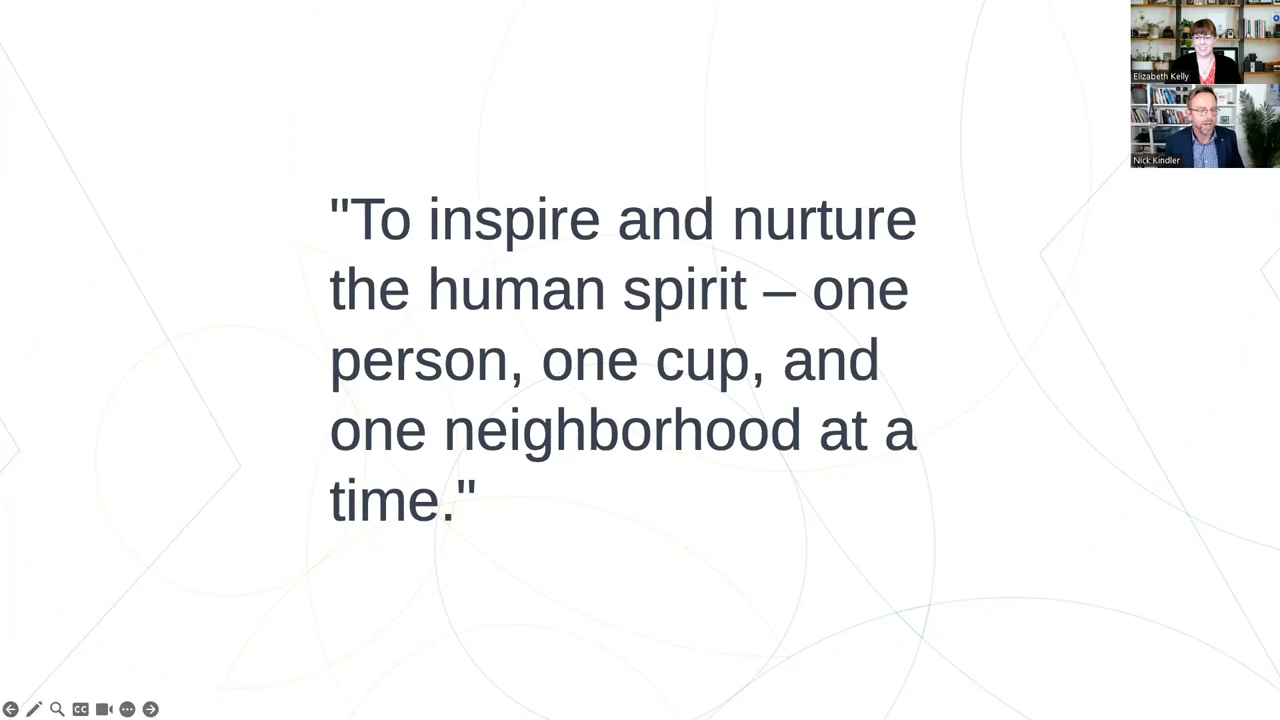 Elizabeth Kelly
Nick Kindler
"To inspire and nurture
the human spirit – one
person, one cup, and
one neighborhood at a
time."
CC